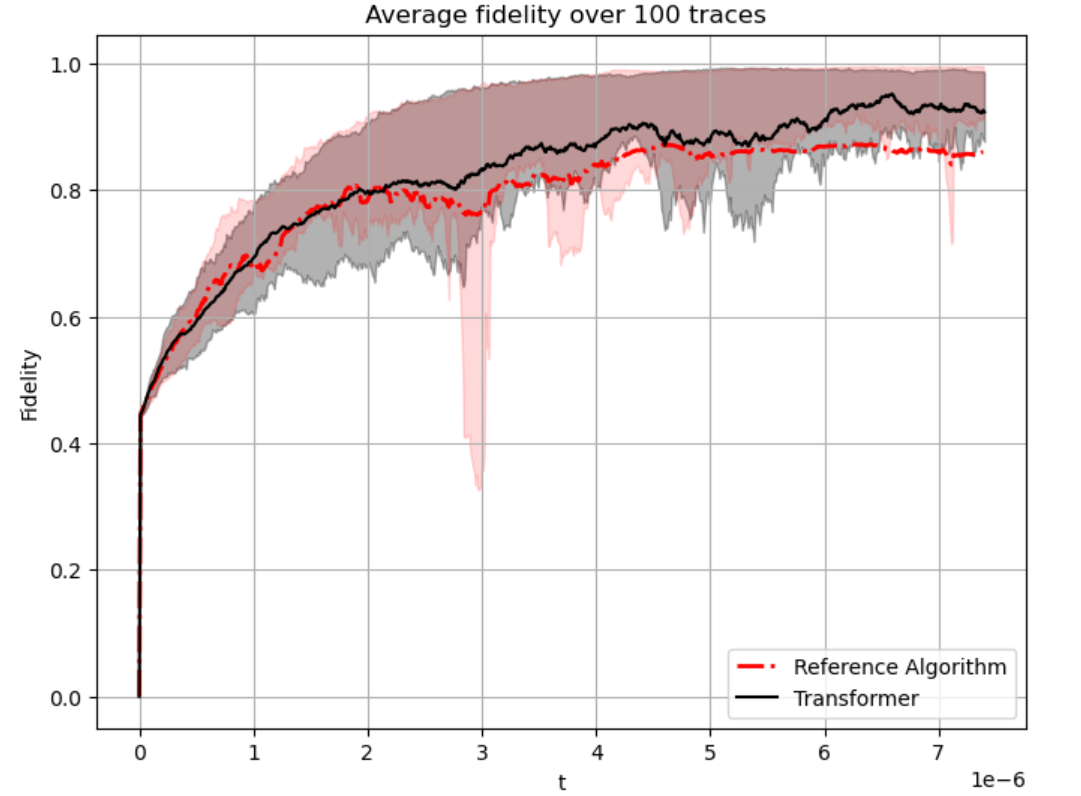 Average fidelity over 100 traces
Fidelity
1.0
0.8
0.6
0.4
0.2
0.0
Reference Algorithm
Transformer
0 1 2 3 4 5 6 7
t
1e−6